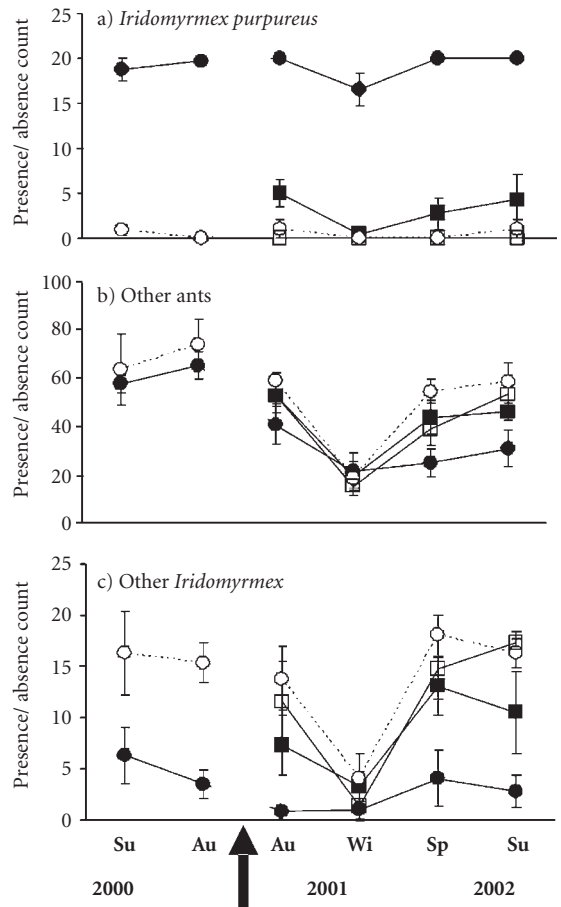 a) Iridomyrmex purpureus
Presence/ absence count
25
20
15
10
5
0
b) Other ants
Presence/ absence count
100
80
60
40
20
0
c) Other Iridomyrmex
Presence/ absence count
25
20
15
10
5
0
Su Au Au Wi Sp Su
2000 2001 2002